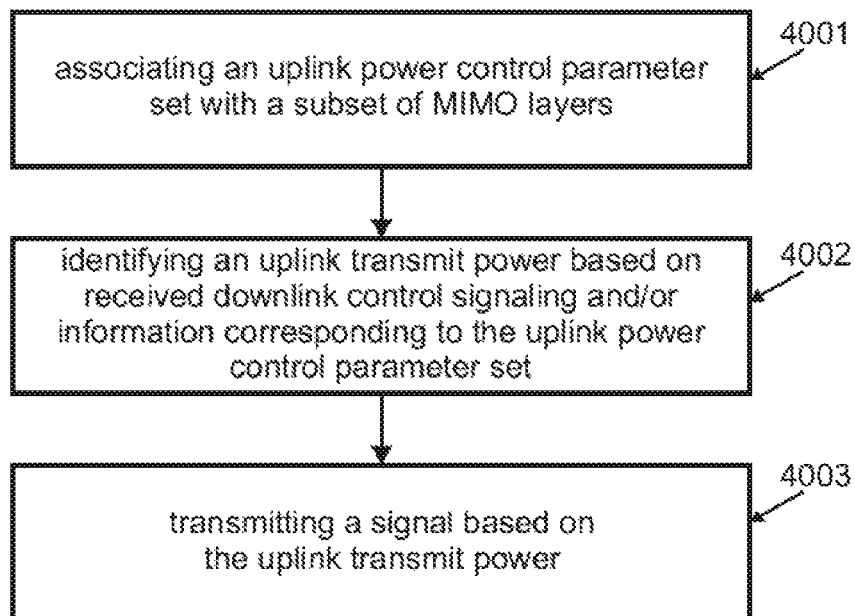 4001
associating an uplink power control parameter
set with a subset of MIMO layers
4002
identifying an uplink transmit power based on
received downlink control signaling and/or
information corresponding to the uplink power
control parameter set
4003
transmitting a signal based on
the uplink transmit power